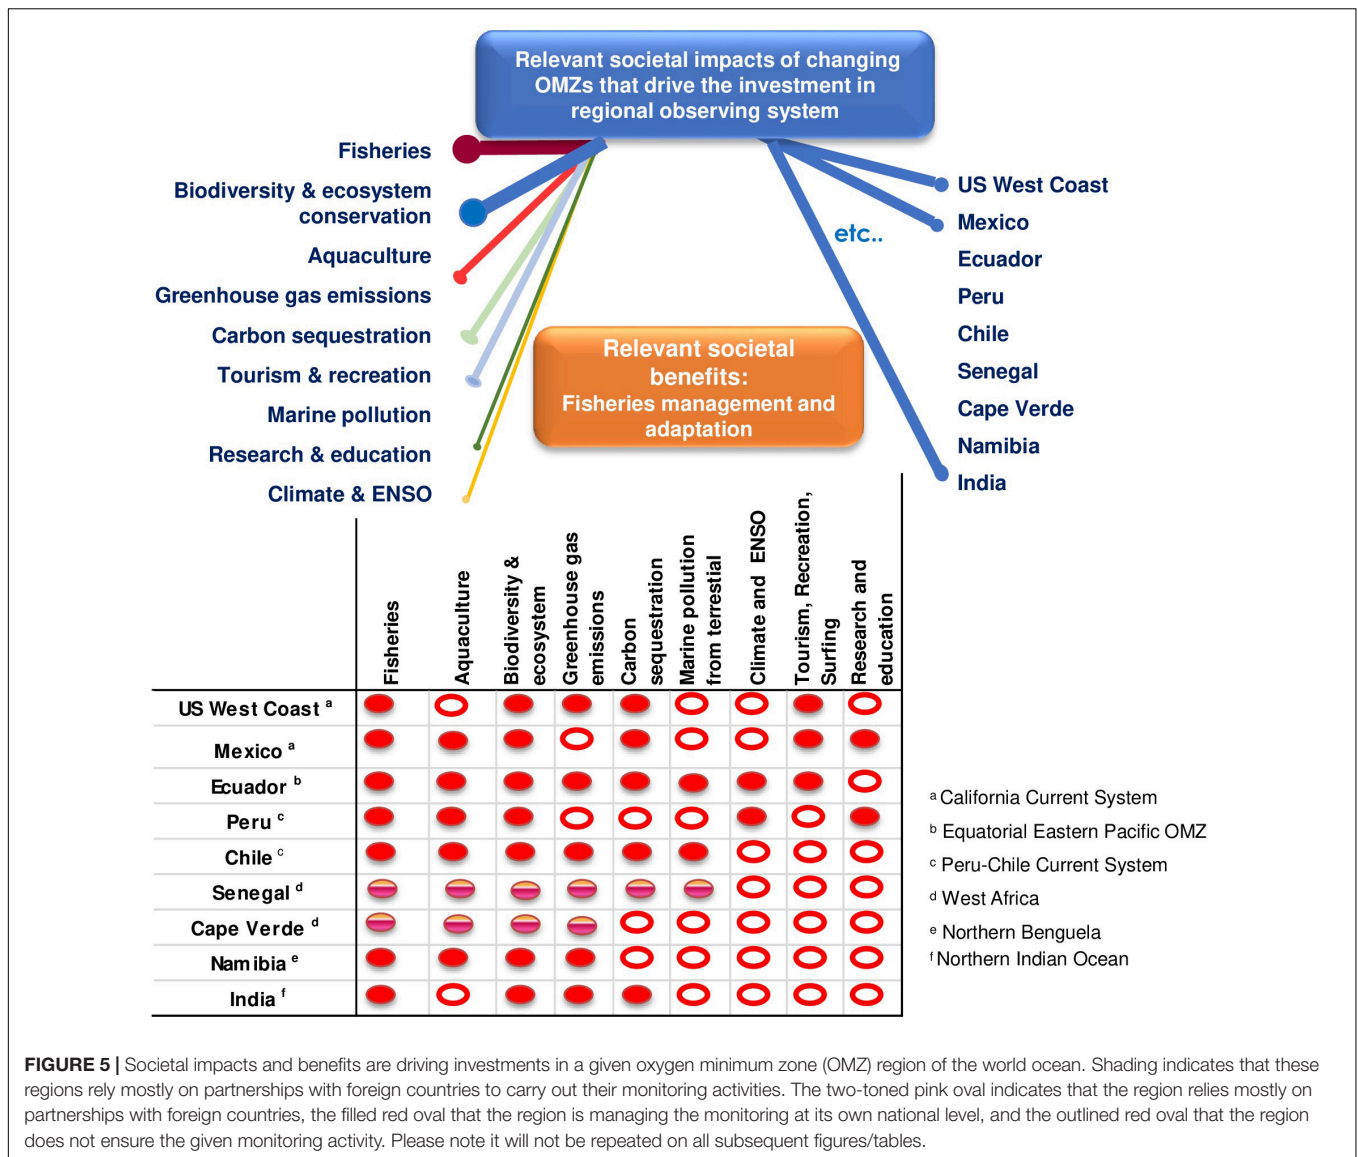 Relevant societal impacts of changing
OMZs that drive the investment in
regional observing system
Fisheries
Biodiversity & ecosystem
conservation
Aquaculture
Greenhouse gas emissions
Carbon sequestration
Tourism & recreation
Marine pollution
Research & education
Climate & ENSO
etc..
US West Coast
Mexico
Ecuador
Peru
Chile
Senegal
Cape Verde
Namibia
India
Relevant societal
benefits:
Fisheries management and
adaptation
Fisheries
Aquaculture
Biodiversity &
ecosystem
Greenhouse gas
emissions
Carbon
sequestration
Marine pollution
from terrestial
Climate and ENSO
Tourism, Recreation,
Surfing
Research and
education
US West Coast a
Mexico a
Ecuador b
Peru c
Chile c
Senegal d
Cape Verde d
Namibia e
India f
a California Current System
b Equatorial Eastern Pacific OMZ
c Peru-Chile Current System
d West Africa
e Northern Benguela
f Northern Indian Ocean
FIGURE 5 | Societal impacts and benefits are driving investments in a given oxygen minimum zone (OMZ) region of the world ocean. Shading indicates that these
regions rely mostly on partnerships with foreign countries to carry out their monitoring activities. The two-toned pink oval indicates that the region relies mostly on
partnerships with foreign countries, the filled red oval that the region is managing the monitoring at its own national level, and the outlined red oval that the region
does not ensure the given monitoring activity. Please note it will not be repeated on all subsequent figures/tables.